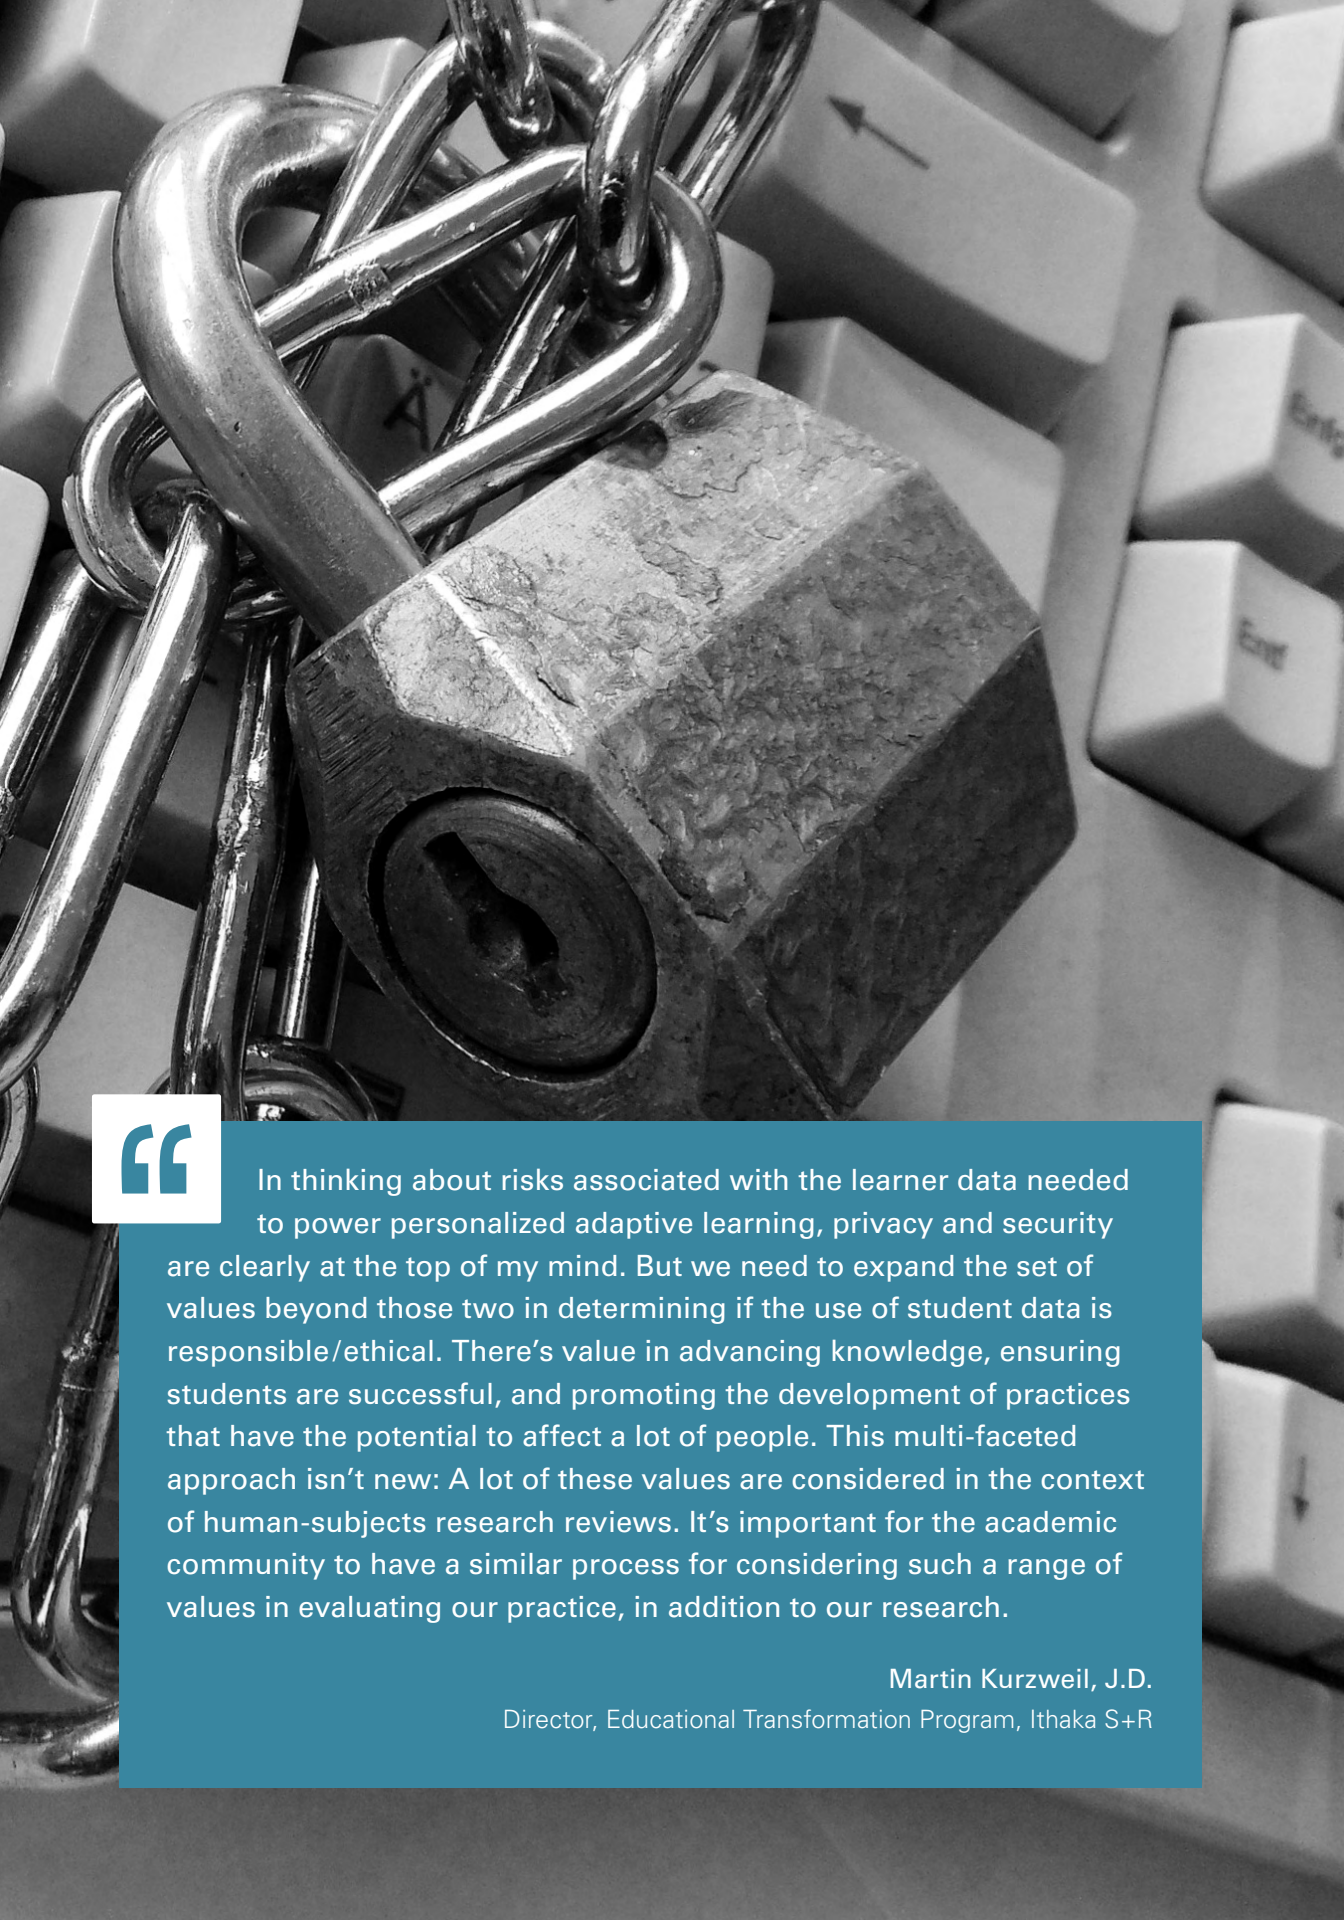 Ä
Einfg
Entf
“
In thinking about risks associated with the learner data needed
to power personalized adaptive learning, privacy and security
are clearly at the top of my mind. But we need to expand the set of
values beyond those two in determining if the use of student data is
responsible/ethical. There’s value in advancing knowledge, ensuring
students are successful, and promoting the development of practices
that have the potential to affect a lot of people. This multi-faceted
approach isn’t new: A lot of these values are considered in the context
of human-subjects research reviews. It’s important for the academic
community to have a similar process for considering such a range of
values in evaluating our practice, in addition to our research.
Martin Kurzweil, J.D.
Director, Educational Transformation Program, Ithaka S+R